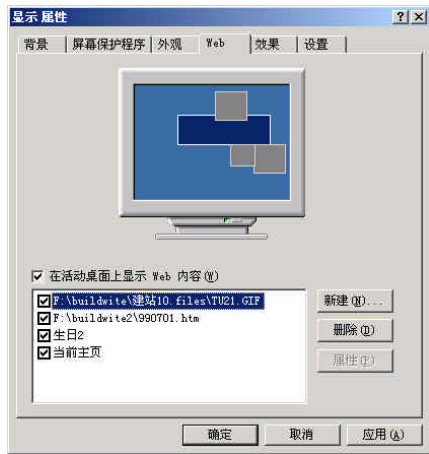 显示 属性
背景 屏幕保护程序 外观 Web 效果 设置
在活动桌面上显示 Web 内容(W)
F:\buildwite\建站10.files\TV21.GIF
新建(N)...
F:\buildwite2\990701.htm
删除(D)
生日2
当前主页
属性(P)
确定 取消 应用(A)